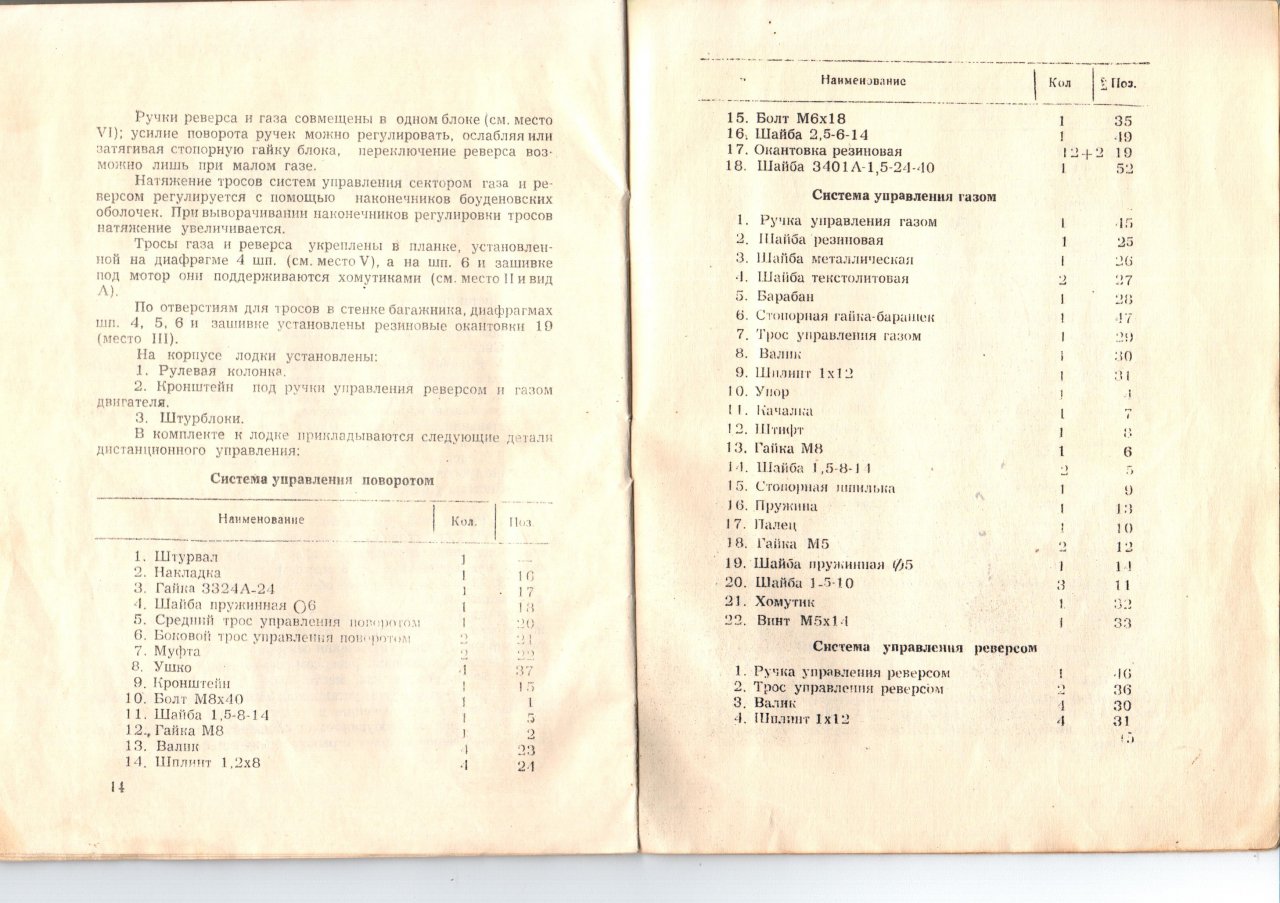 Ручки реверса и газа совмещены в одном блоке (см. место
VI); усилие поворота ручек можно регулировать, ослабляя или
затягивая стопорную гайку блока, переключение реверса воз-
можно лишь при малом газе.
Натяжение тросов систем управления сектором газа и ре-
версом регулируется с помощью наконечников боуденовских
оболочек. При выворачивании наконечников регулировки тросов
натяжение увеличивается.
Тросы газа и реверса укреплены в планке, установлен-
ной на диафрагме 4 шп. (см. место V), а на шп. 6 и зашивке
под мотор они поддерживаются хомутиками (см. место II и вид
А).
По отверстиям для тросов в стенке багажника, диафрагмах
шп. 4, 5, 6 и зашивке установлены резиновые окантовки 19
(место III).
На корпусе лодки установлены:
1. Рулевая колонка.
2. Кронштейн под ручки управления реверсом и газом
двигателя.
3. Штурблоки.
В комплекте к лодке прикладываются следующие детали
дистанционного управления:
Система управления поворотом
Наименование Кол. Поз.
1. Штурвал 1 —
2. Накладка 1 16
3. Гайка 3324А-24 1 17
4. Шайба пружинная ∅6 1 18
5. Средний трос управления поворотом 1 20
6. Боковой трос управления поворотом 2 21
7. Муфта 2 22
8. Ушко 4 37
9. Кронштейн 1 15
10. Болт М8х40 1 1
11. Шайба 1,5-8-14 1 5
12. Гайка М8 1 2
13. Валик 4 23
14. Шплинт 1,2х8 4 24
14
Наименование Кол Поз.
15. Болт М6х18 1 35
16. Шайба 2,5-6-14 1 49
17. Окантовка резиновая 12+2 19
18. Шайба 3401А-1,5-24-40 1 52
Система управления газом
1. Ручка управления газом 1 45
2. Шайба резиновая 1 25
3. Шайба металлическая 1 26
4. Шайба текстолитовая 2 27
5. Барабан 1 28
6. Стопорная гайка-барашек 1 47
7. Трос управления газом 1 29
8. Валик 1 30
9. Шплинт 1х12 1 31
10. Упор 1 4
11. Качалка 1 7
12. Штифт 1 8
13. Гайка М8 1 6
14. Шайба 1,5-8-14 2 5
15. Стопорная шпилька 1 9
16. Пружина 1 13
17. Палец 1 10
18. Гайка М5 2 12
19. Шайба пружинная ∅5 1 14
20. Шайба 1-5-10 3 11
21. Хомутик 1 32
22. Винт М5х14 1 33
Система управления реверсом
1. Ручка управления реверсом 1 46
2. Трос управления реверсом 2 36
3. Валик 4 30
4. Шплинт 1х12 4 31
15